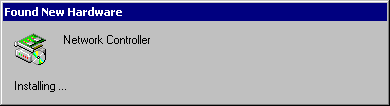 Found New Hardware
Network Controller
Installing ...